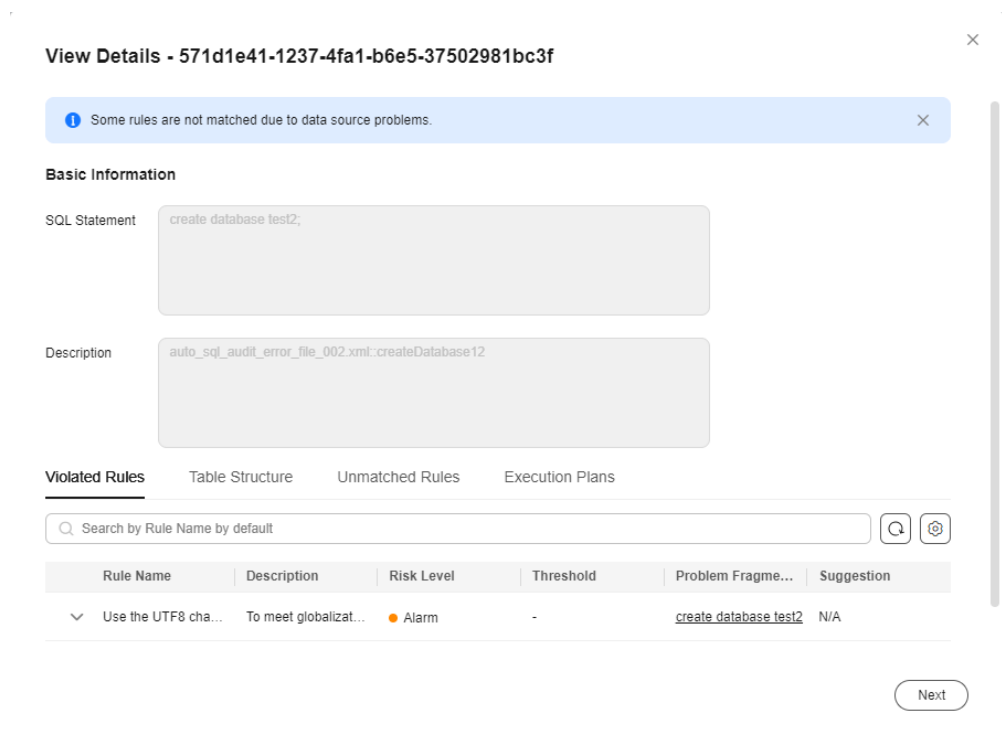 View Details - 571d1e41-1237-4fa1-b6e5-37502981bc3f
Some rules are not matched due to data source problems.
Basic Information
SQL Statement
create database test2;
Description
auto_sql_audit_error_file_002.xml::createDatabase12
Violated Rules Table Structure Unmatched Rules Execution Plans
Search by Rule Name by default
Rule Name Description Risk Level Threshold Problem Fragme... Suggestion
Use the UTF8 cha... To meet globalizat... Alarm - create database test2 N/A
Next